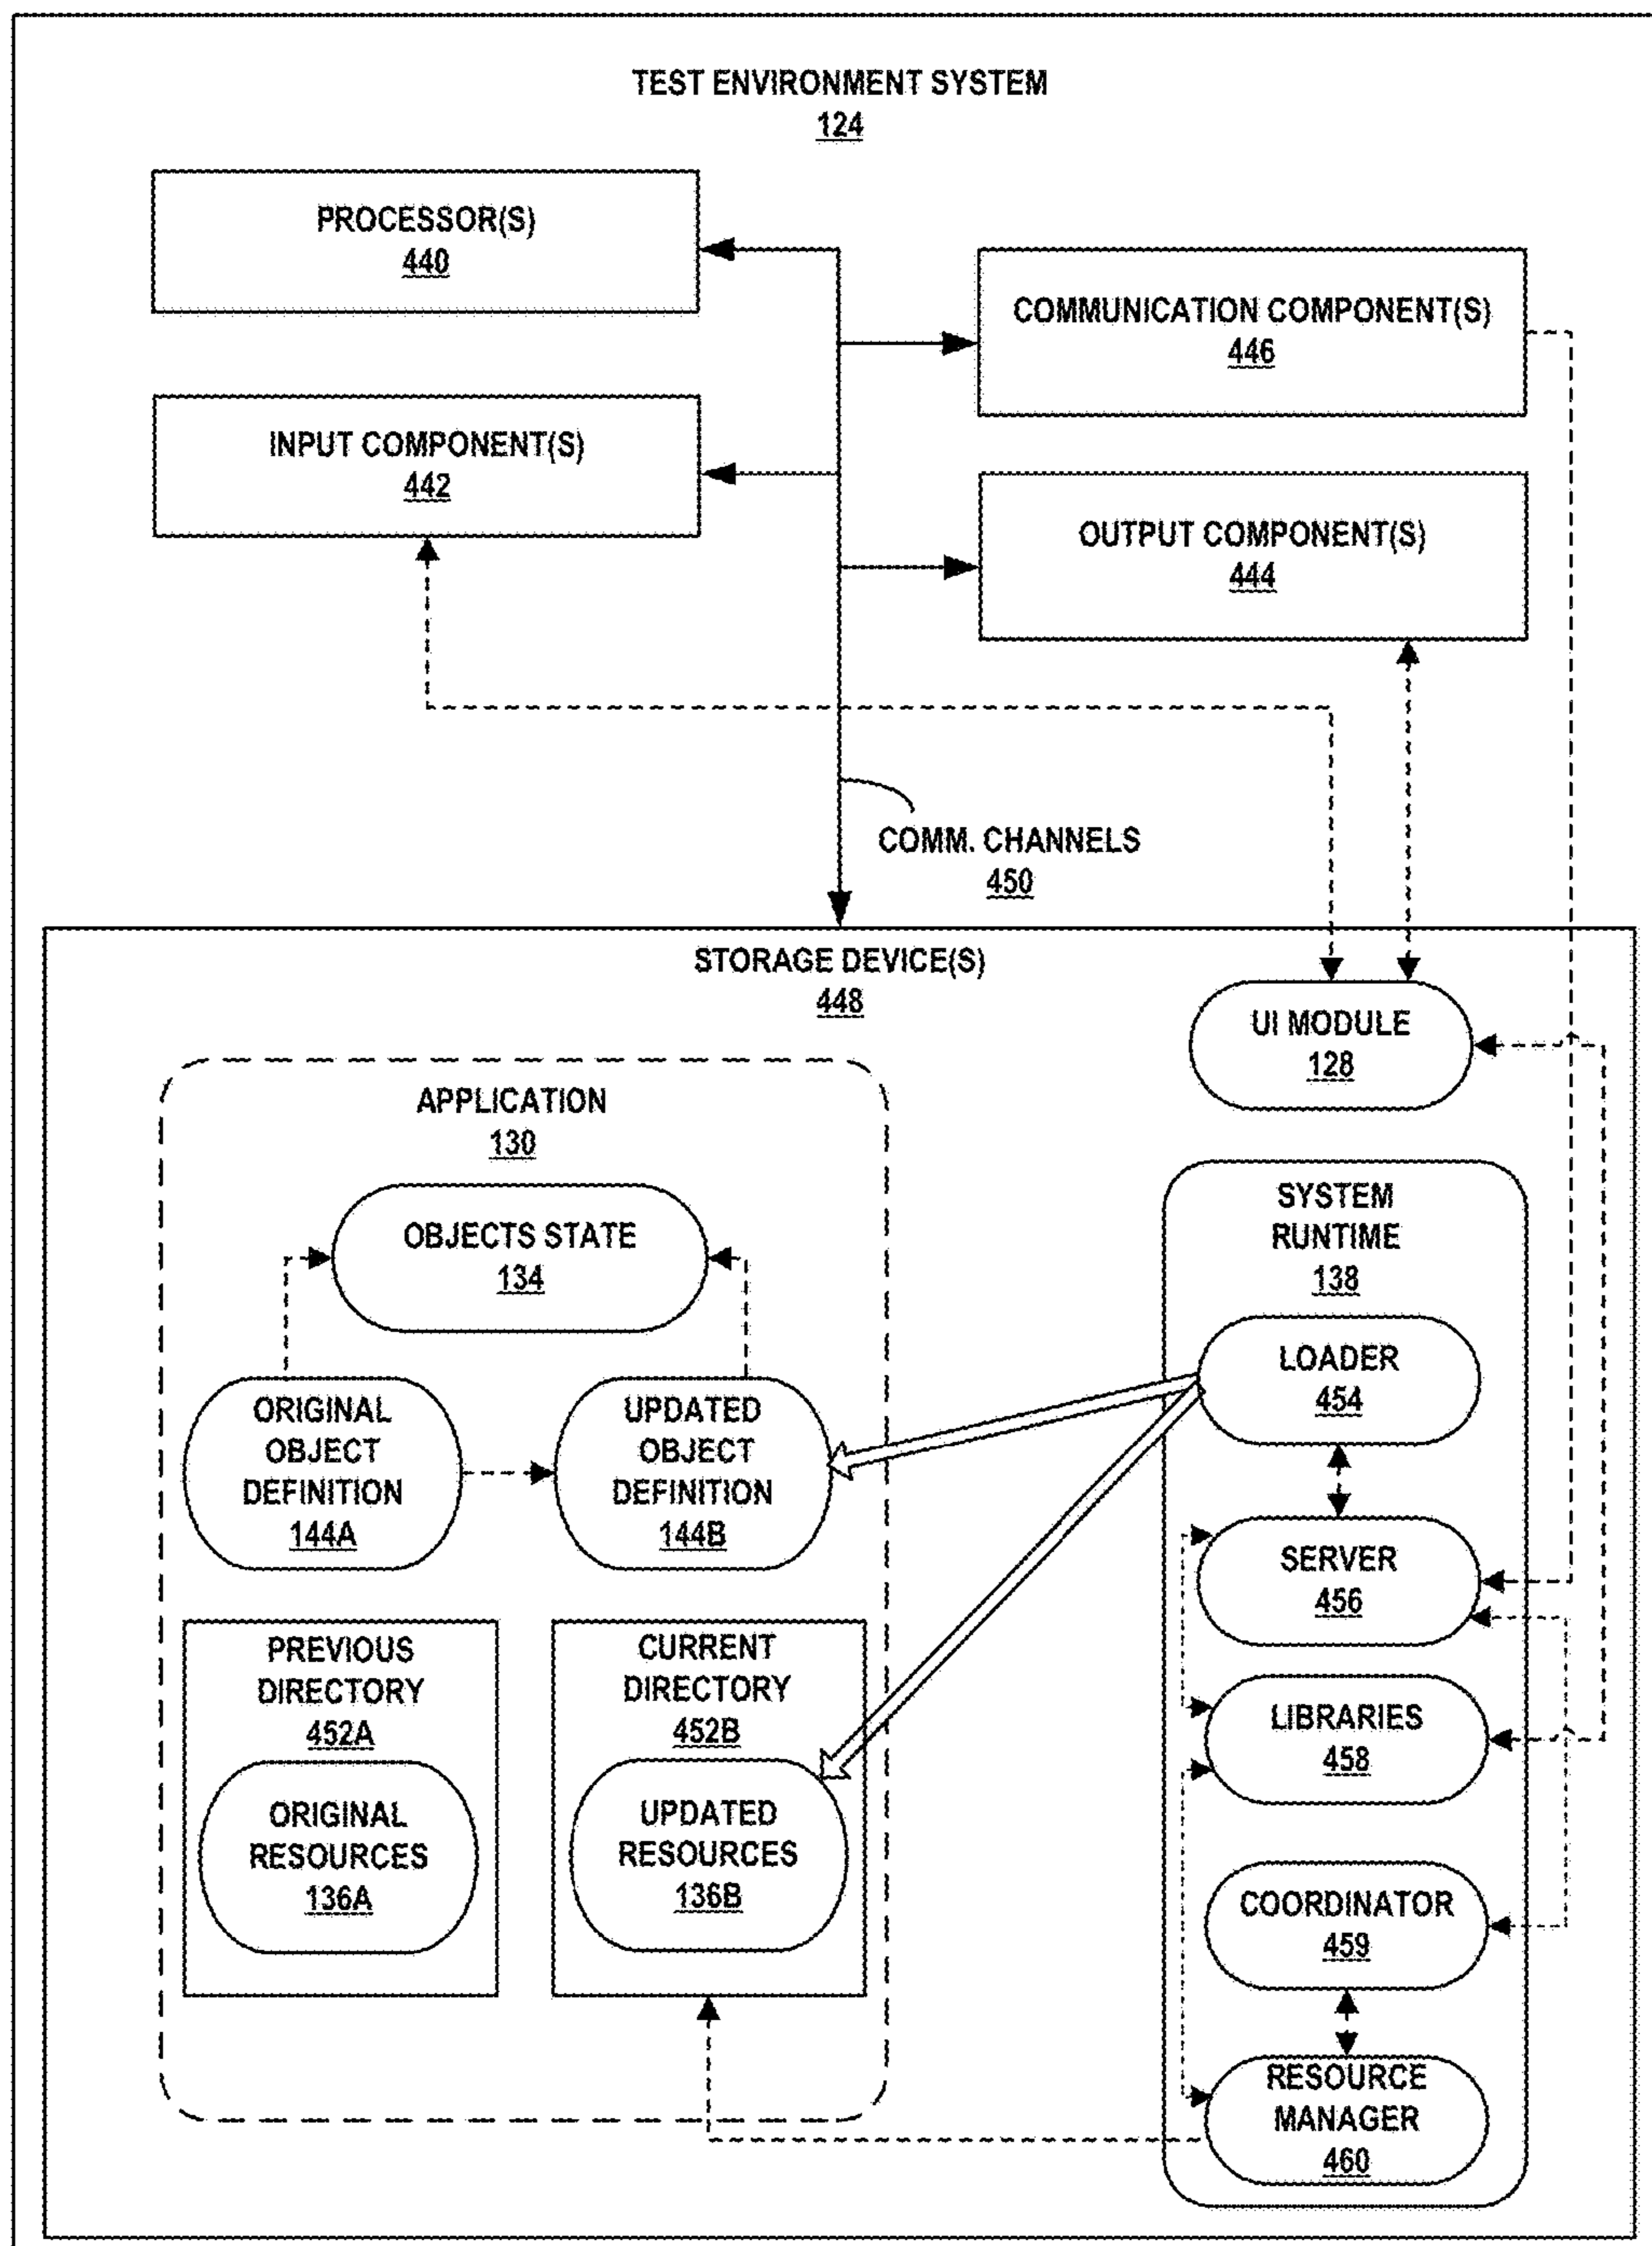 TEST ENVIRONMENT SYSTEM
124
PROCESSOR(S)
440
COMMUNICATION COMPONENT(S)
446
INPUT COMPONENT(S)
442
OUTPUT COMPONENT(S)
444
COMM. CHANNELS
450
STORAGE DEVICE(S)
448
UI MODULE
128
APPLICATION
130
OBJECTS STATE
134
ORIGINAL
OBJECT
DEFINITION
144A
UPDATED
OBJECT
DEFINITION
144B
PREVIOUS
DIRECTORY
452A
ORIGINAL
RESOURCES
136A
CURRENT
DIRECTORY
452B
UPDATED
RESOURCES
136B
SYSTEM
RUNTIME
138
LOADER
454
SERVER
456
LIBRARIES
458
COORDINATOR
459
RESOURCE
MANAGER
460